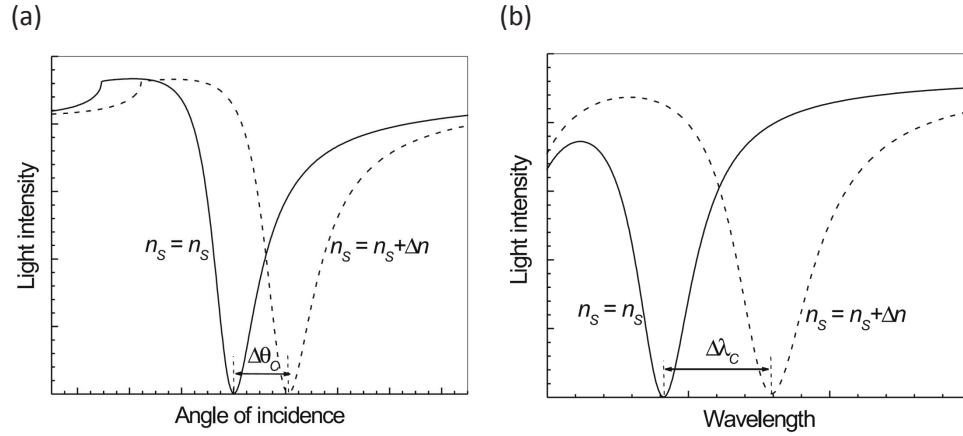 (a)
(b)
Light intensity
n_S = n_S
n_S = n_S+Δn
Δθ_C
Angle of incidence
Light intensity
n_S = n_S
n_S = n_S+Δn
Δλ_C
Wavelength